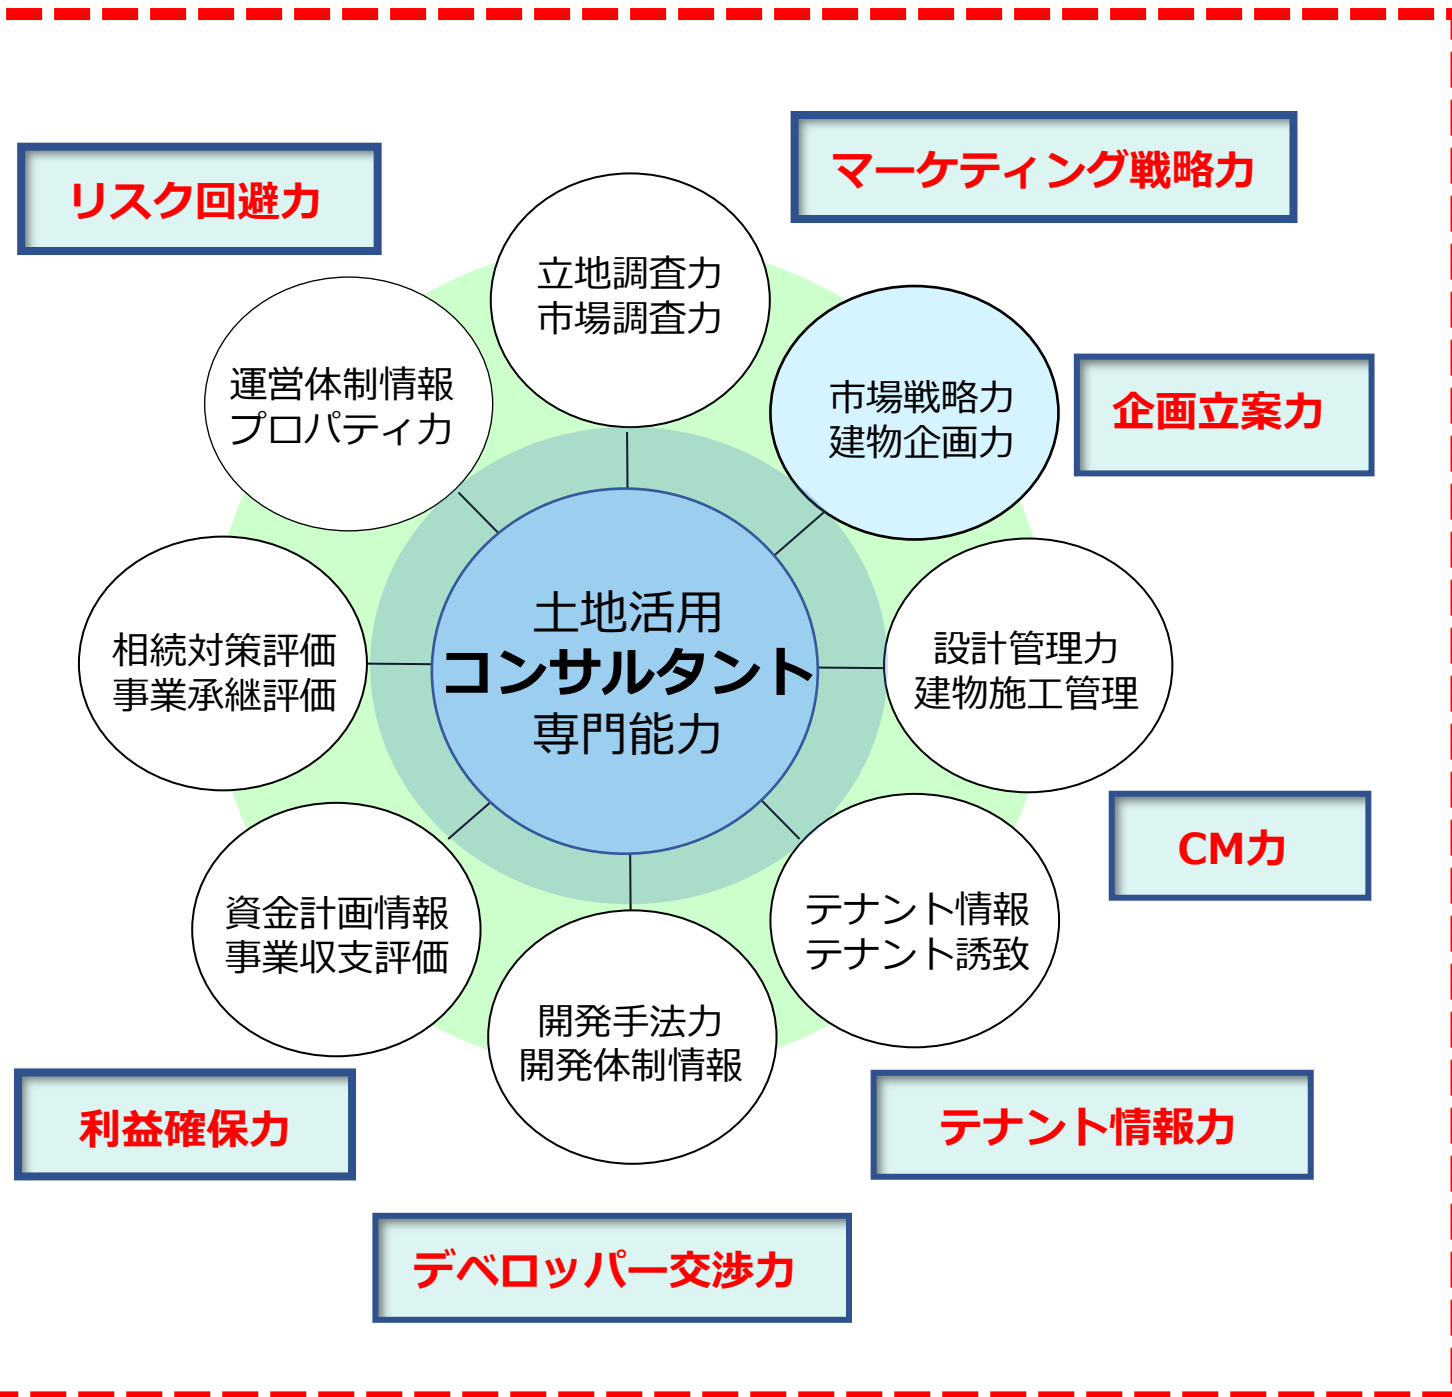 マーケティング戦略力
リスク回避力
立地調査力
市場調査力
運営体制情報
プロパティ力
市場戦略力
建物企画力
企画立案力
土地活用
コンサルタント
専門能力
相続対策評価
事業承継評価
設計管理力
建物施工管理
CM力
資金計画情報
事業収支評価
テナント情報
テナント誘致
開発手法力
開発体制情報
利益確保力
テナント情報力
デベロッパー交渉力